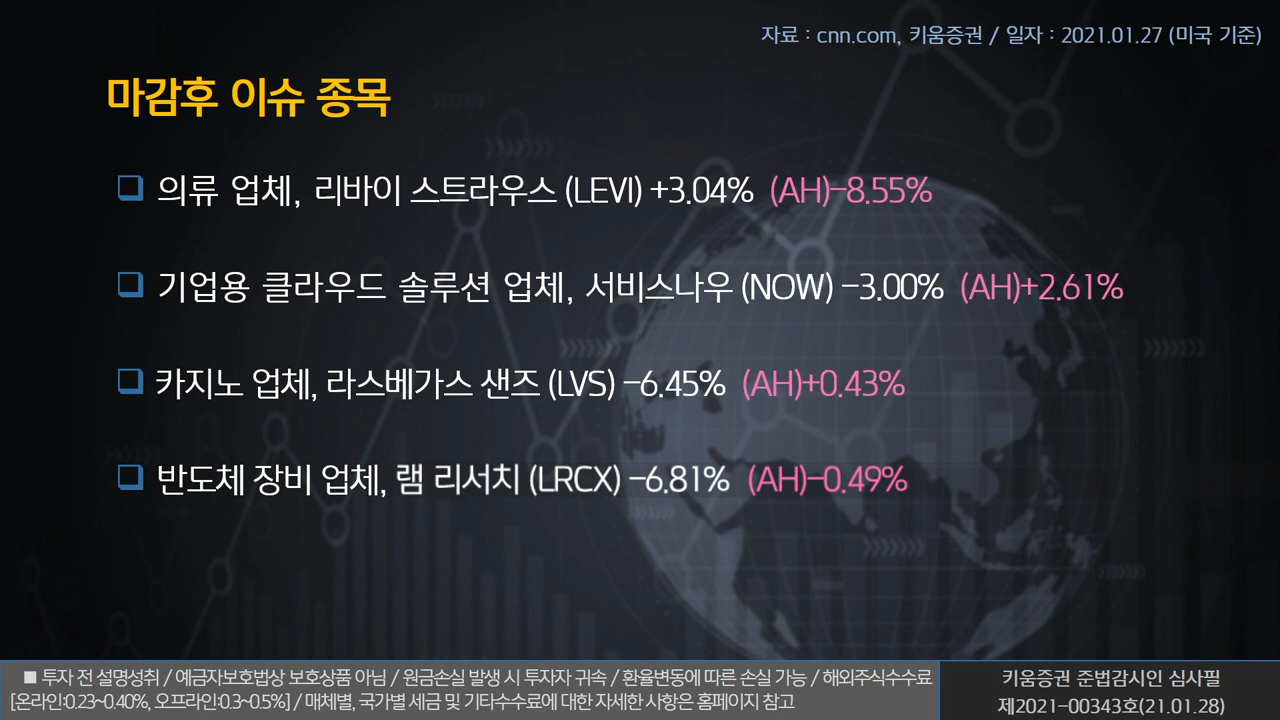 자료 : cnn.com, 키움증권 / 일자 : 2021.01.27 (미국 기준)
마감후 이슈 종목
❑ 의류 업체, 리바이 스트라우스 (LEVI) +3.04% (AH)-8.55%
❑ 기업용 클라우드 솔루션 업체, 서비스나우 (NOW) -3.00% (AH)+2.61%
❑ 카지노 업체, 라스베가스 샌즈 (LVS) -6.45% (AH)+0.43%
❑ 반도체 장비 업체, 램 리서치 (LRCX) -6.81% (AH)-0.49%
■ 투자 전 설명성취 / 예금자보호법상 보호상품 아님 / 원금손실 발생 시 투자자 귀속 / 환율변동에 따른 손실 가능 / 해외주식수수료
[온라인:0.23~0.40%, 오프라인:0.3~0.5%] / 매체별, 국가별 세금 및 기타수수료에 대한 자세한 사항은 홈페이지 참고
키움증권 준법감시인 심사필
제2021-00343호(21.01.28)